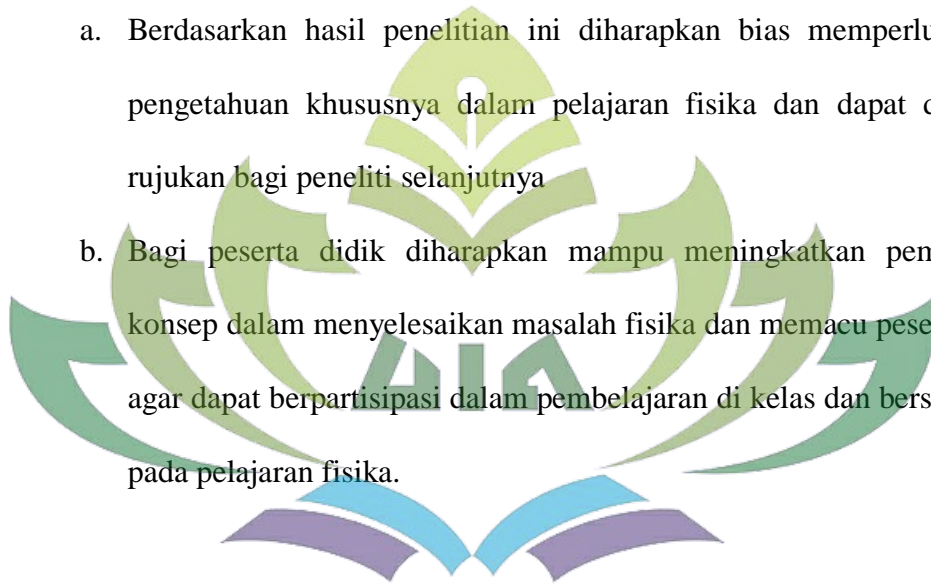 a. Berdasarkan hasil penelitian ini diharapkan bias memperlu
pengetahuan khususnya dalam pelajaran fisika dan dapat d
rujukan bagi peneliti selanjutnya
b. Bagi peserta didik diharapkan mampu meningkatkan pem
konsep dalam menyelesaikan masalah fisika dan memacu pese
agar dapat berpartisipasi dalam pembelajaran di kelas dan bers
pada pelajaran fisika.
UIN